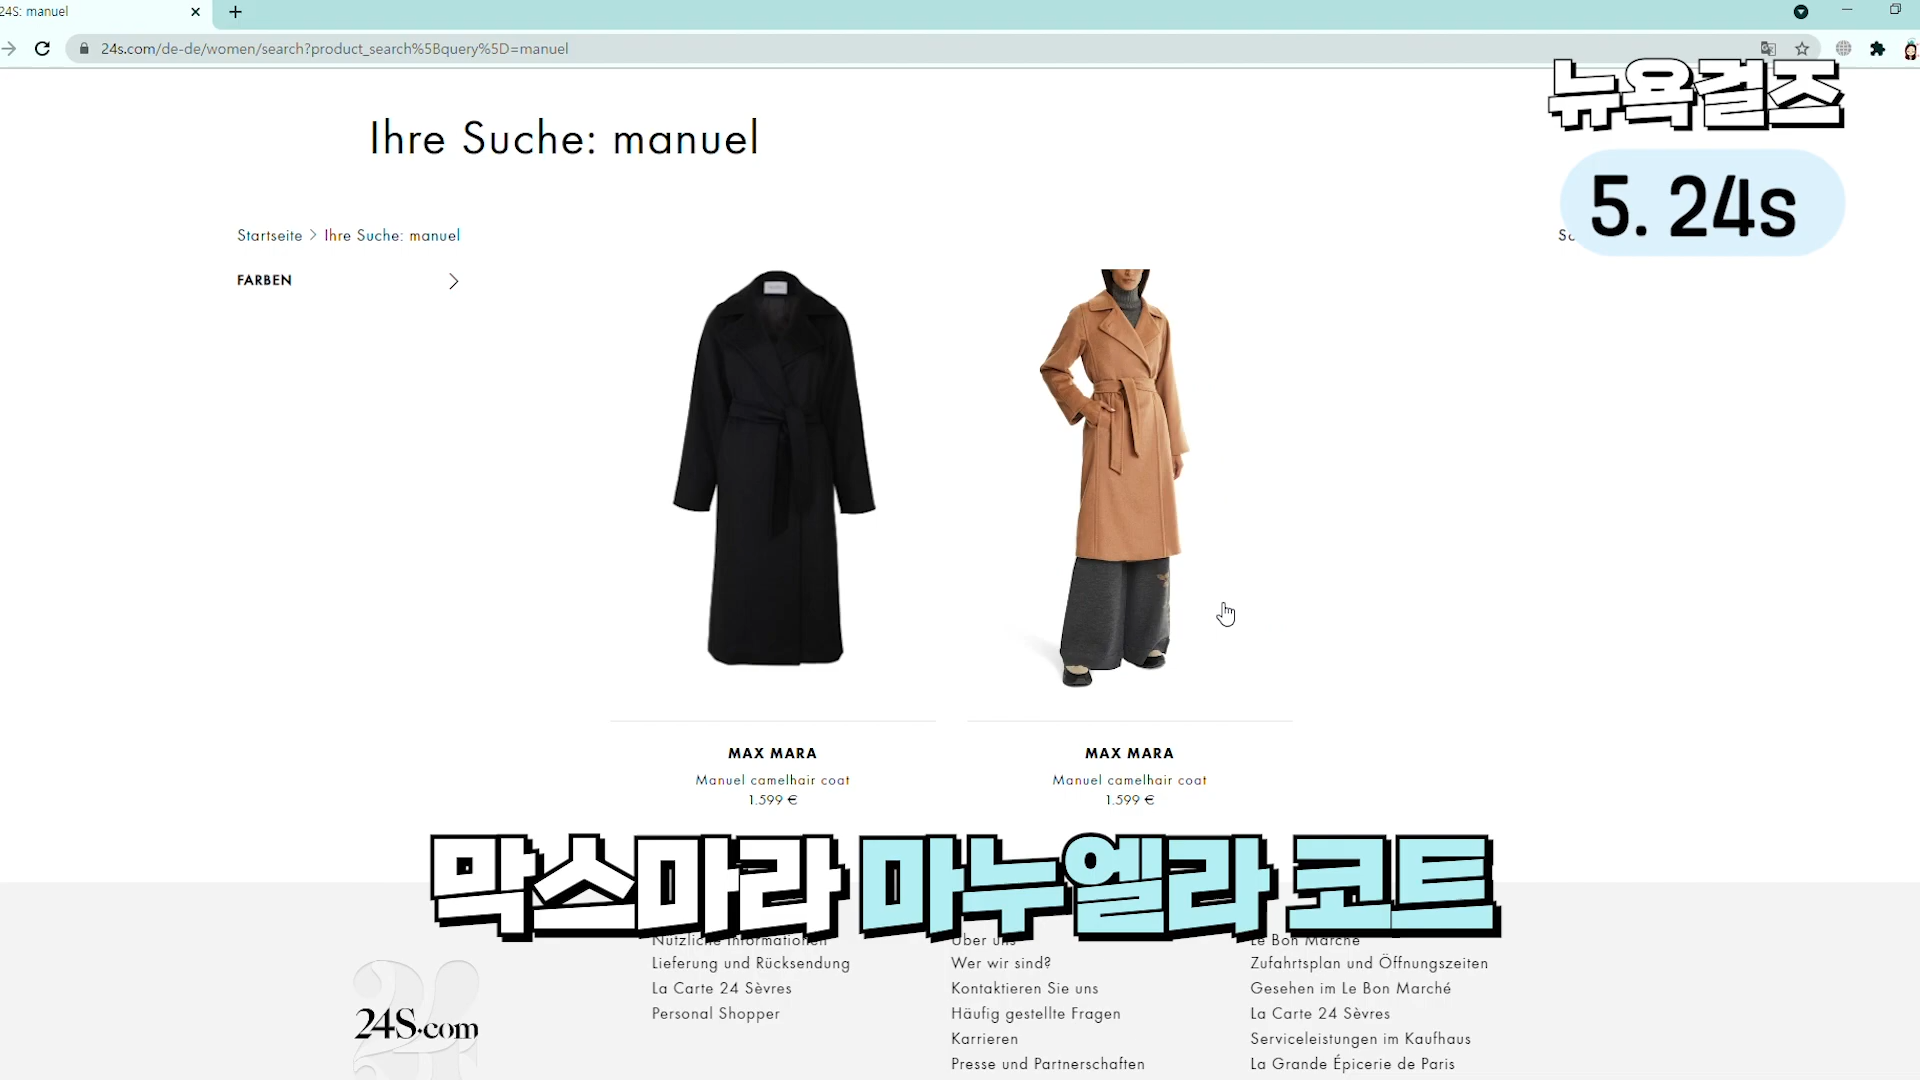 24S: manuel
24s.com/de-de/women/search?product_search%5Bquery%5D=manuel
뉴욕걸즈
5. 24s
Ihre Suche: manuel
Startseite > Ihre Suche: manuel
FARBEN
MAX MARA
Manuel camelhair coat
1.599 €
MAX MARA
Manuel camelhair coat
1.599 €
막스마라 마누엘라 코트
Nützliche Informationen
Lieferung und Rücksendung
La Carte 24 Sèvres
Personal Shopper
Über uns
Wer wir sind?
Kontaktieren Sie uns
Häufig gestellte Fragen
Karrieren
Presse und Partnerschaften
Le Bon Marché
Zufahrtsplan und Öffnungszeiten
Gesehen im Le Bon Marché
La Carte 24 Sèvres
Serviceleistungen im Kaufhaus
La Grande Épicerie de Paris
24S.com